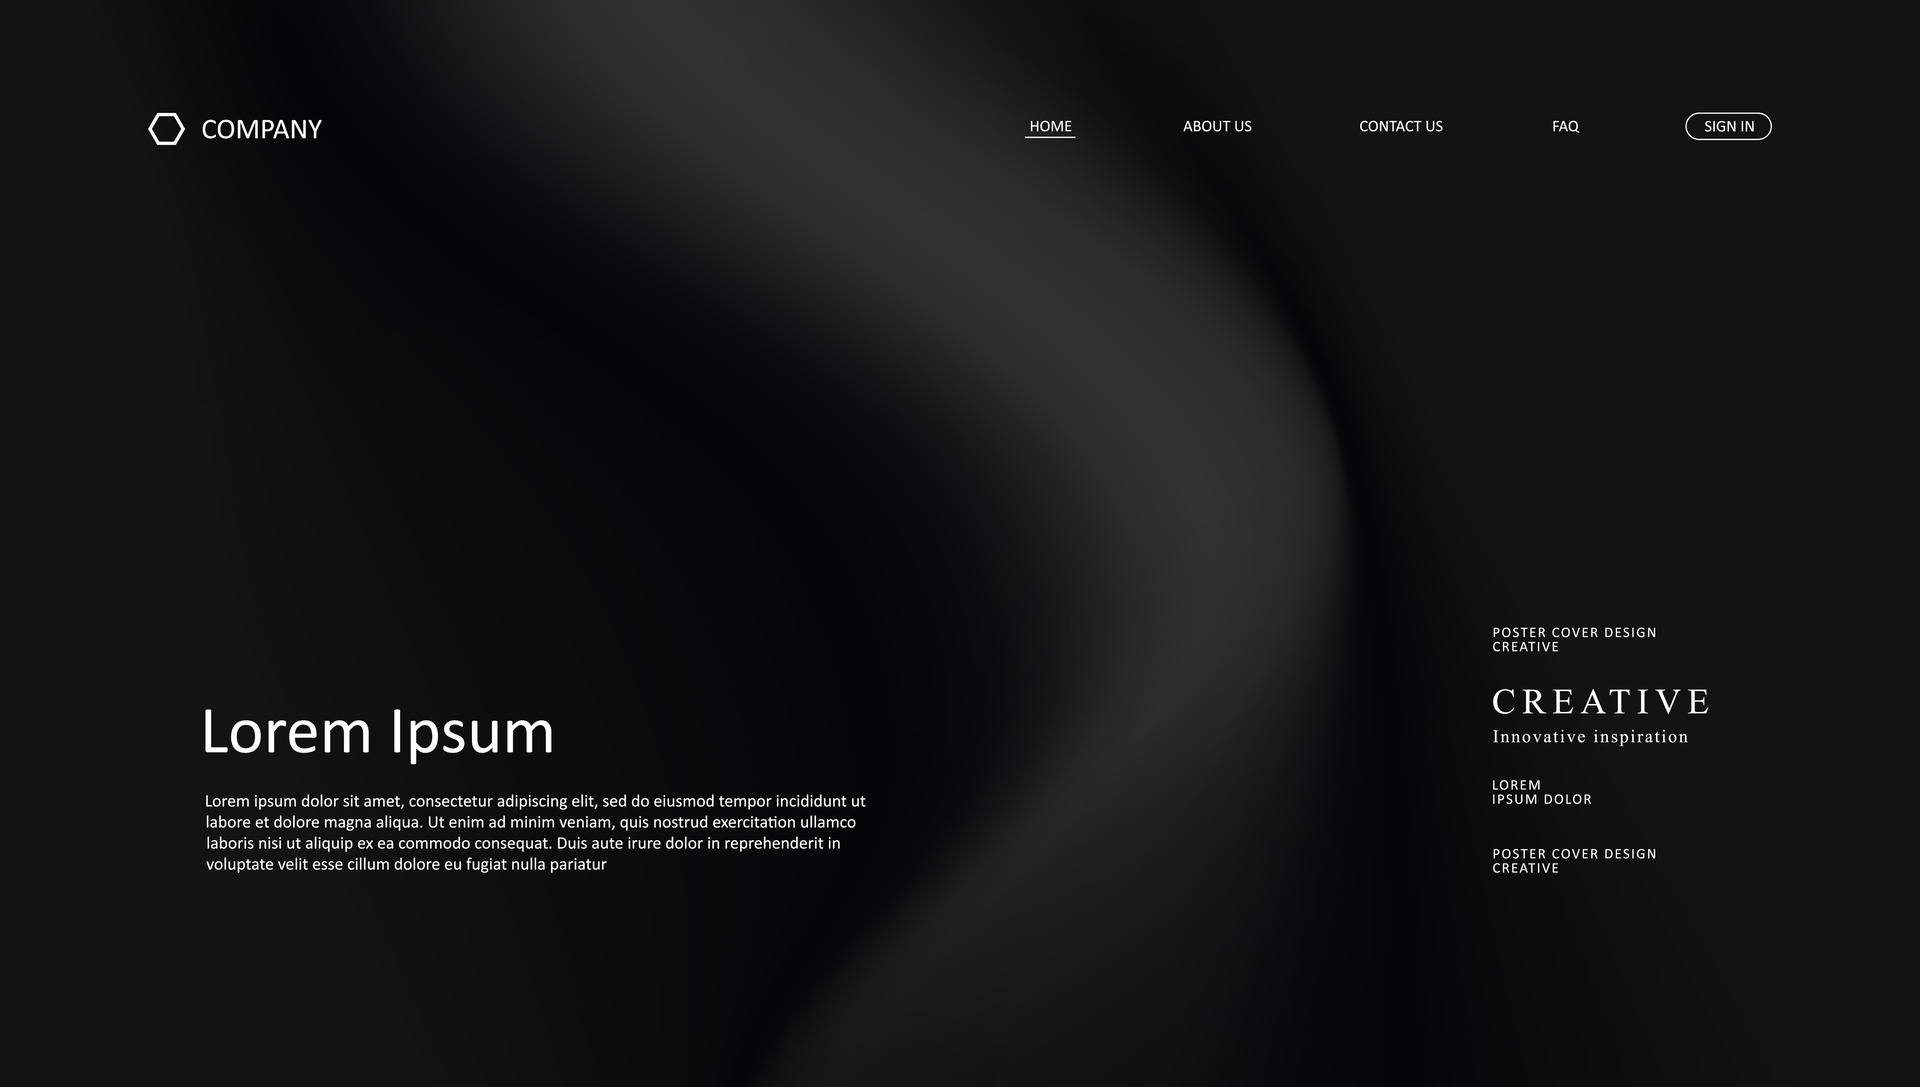 COMPANY
HOME
ABOUT US
CONTACT US
FAQ
SIGN IN
Lorem Ipsum
Lorem ipsum dolor sit amet, consectetur adipiscing elit, sed do eiusmod tempor incididunt ut
labore et dolore magna aliqua. Ut enim ad minim veniam, quis nostrud exercitation ullamco
laboris nisi ut aliquip ex ea commodo consequat. Duis aute irure dolor in reprehenderit in
voluptate velit esse cillum dolore eu fugiat nulla pariatur
POSTER COVER DESIGN
CREATIVE
CREATIVE
Innovative inspiration
LOREM
IPSUM DOLOR
POSTER COVER DESIGN
CREATIVE